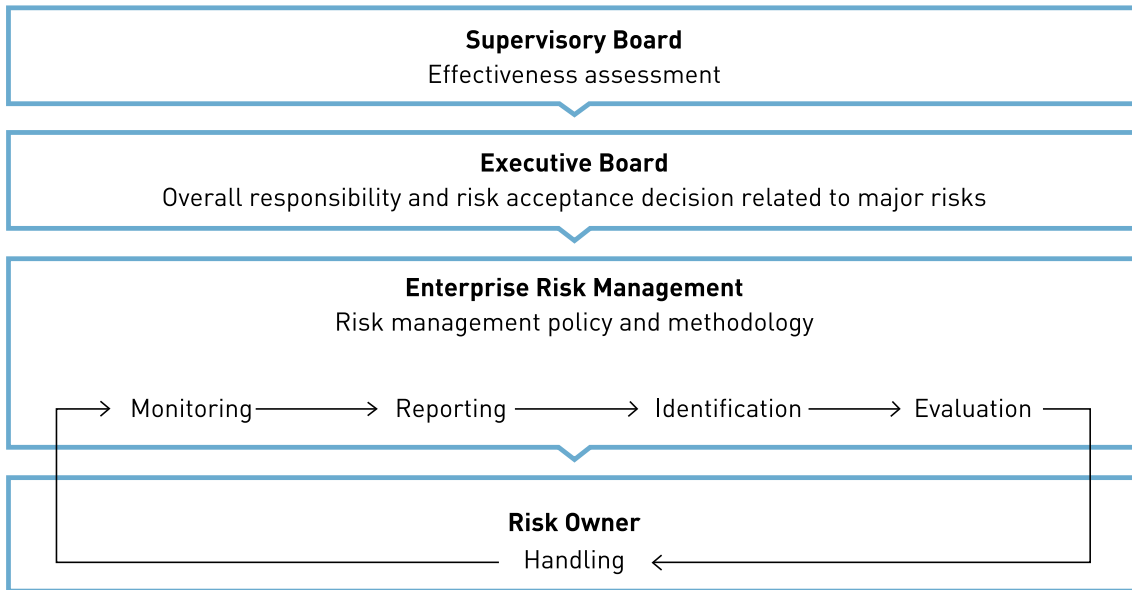 Supervisory Board
Effectiveness assessment
Executive Board
Overall responsibility and risk acceptance decision related to major risks
Enterprise Risk Management
Risk management policy and methodology
Monitoring Reporting Identification Evaluation
Risk Owner
Handling